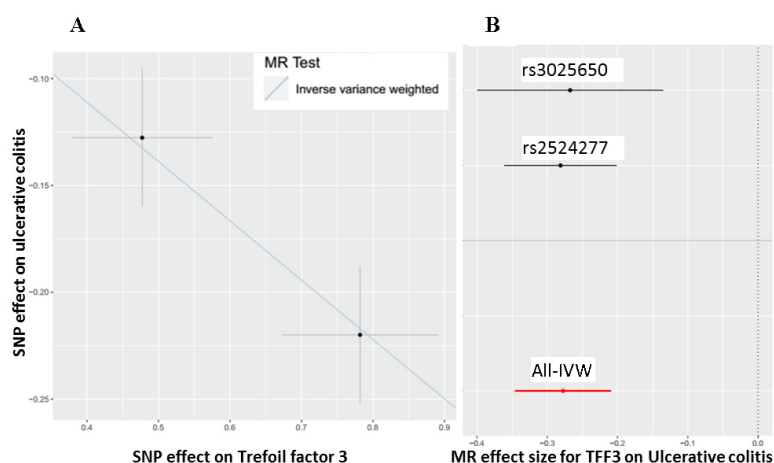 A
B
MR Test
Inverse variance weighted
SNP effect on ulcerative colitis
−0.10
−0.15
−0.20
−0.25
0.4 0.5 0.6 0.7 0.8 0.9
SNP effect on Trefoil factor 3
rs3025650
rs2524277
All-IVW
−0.4 −0.3 −0.2 −0.1 0.0
MR effect size for TFF3 on Ulcerative colitis